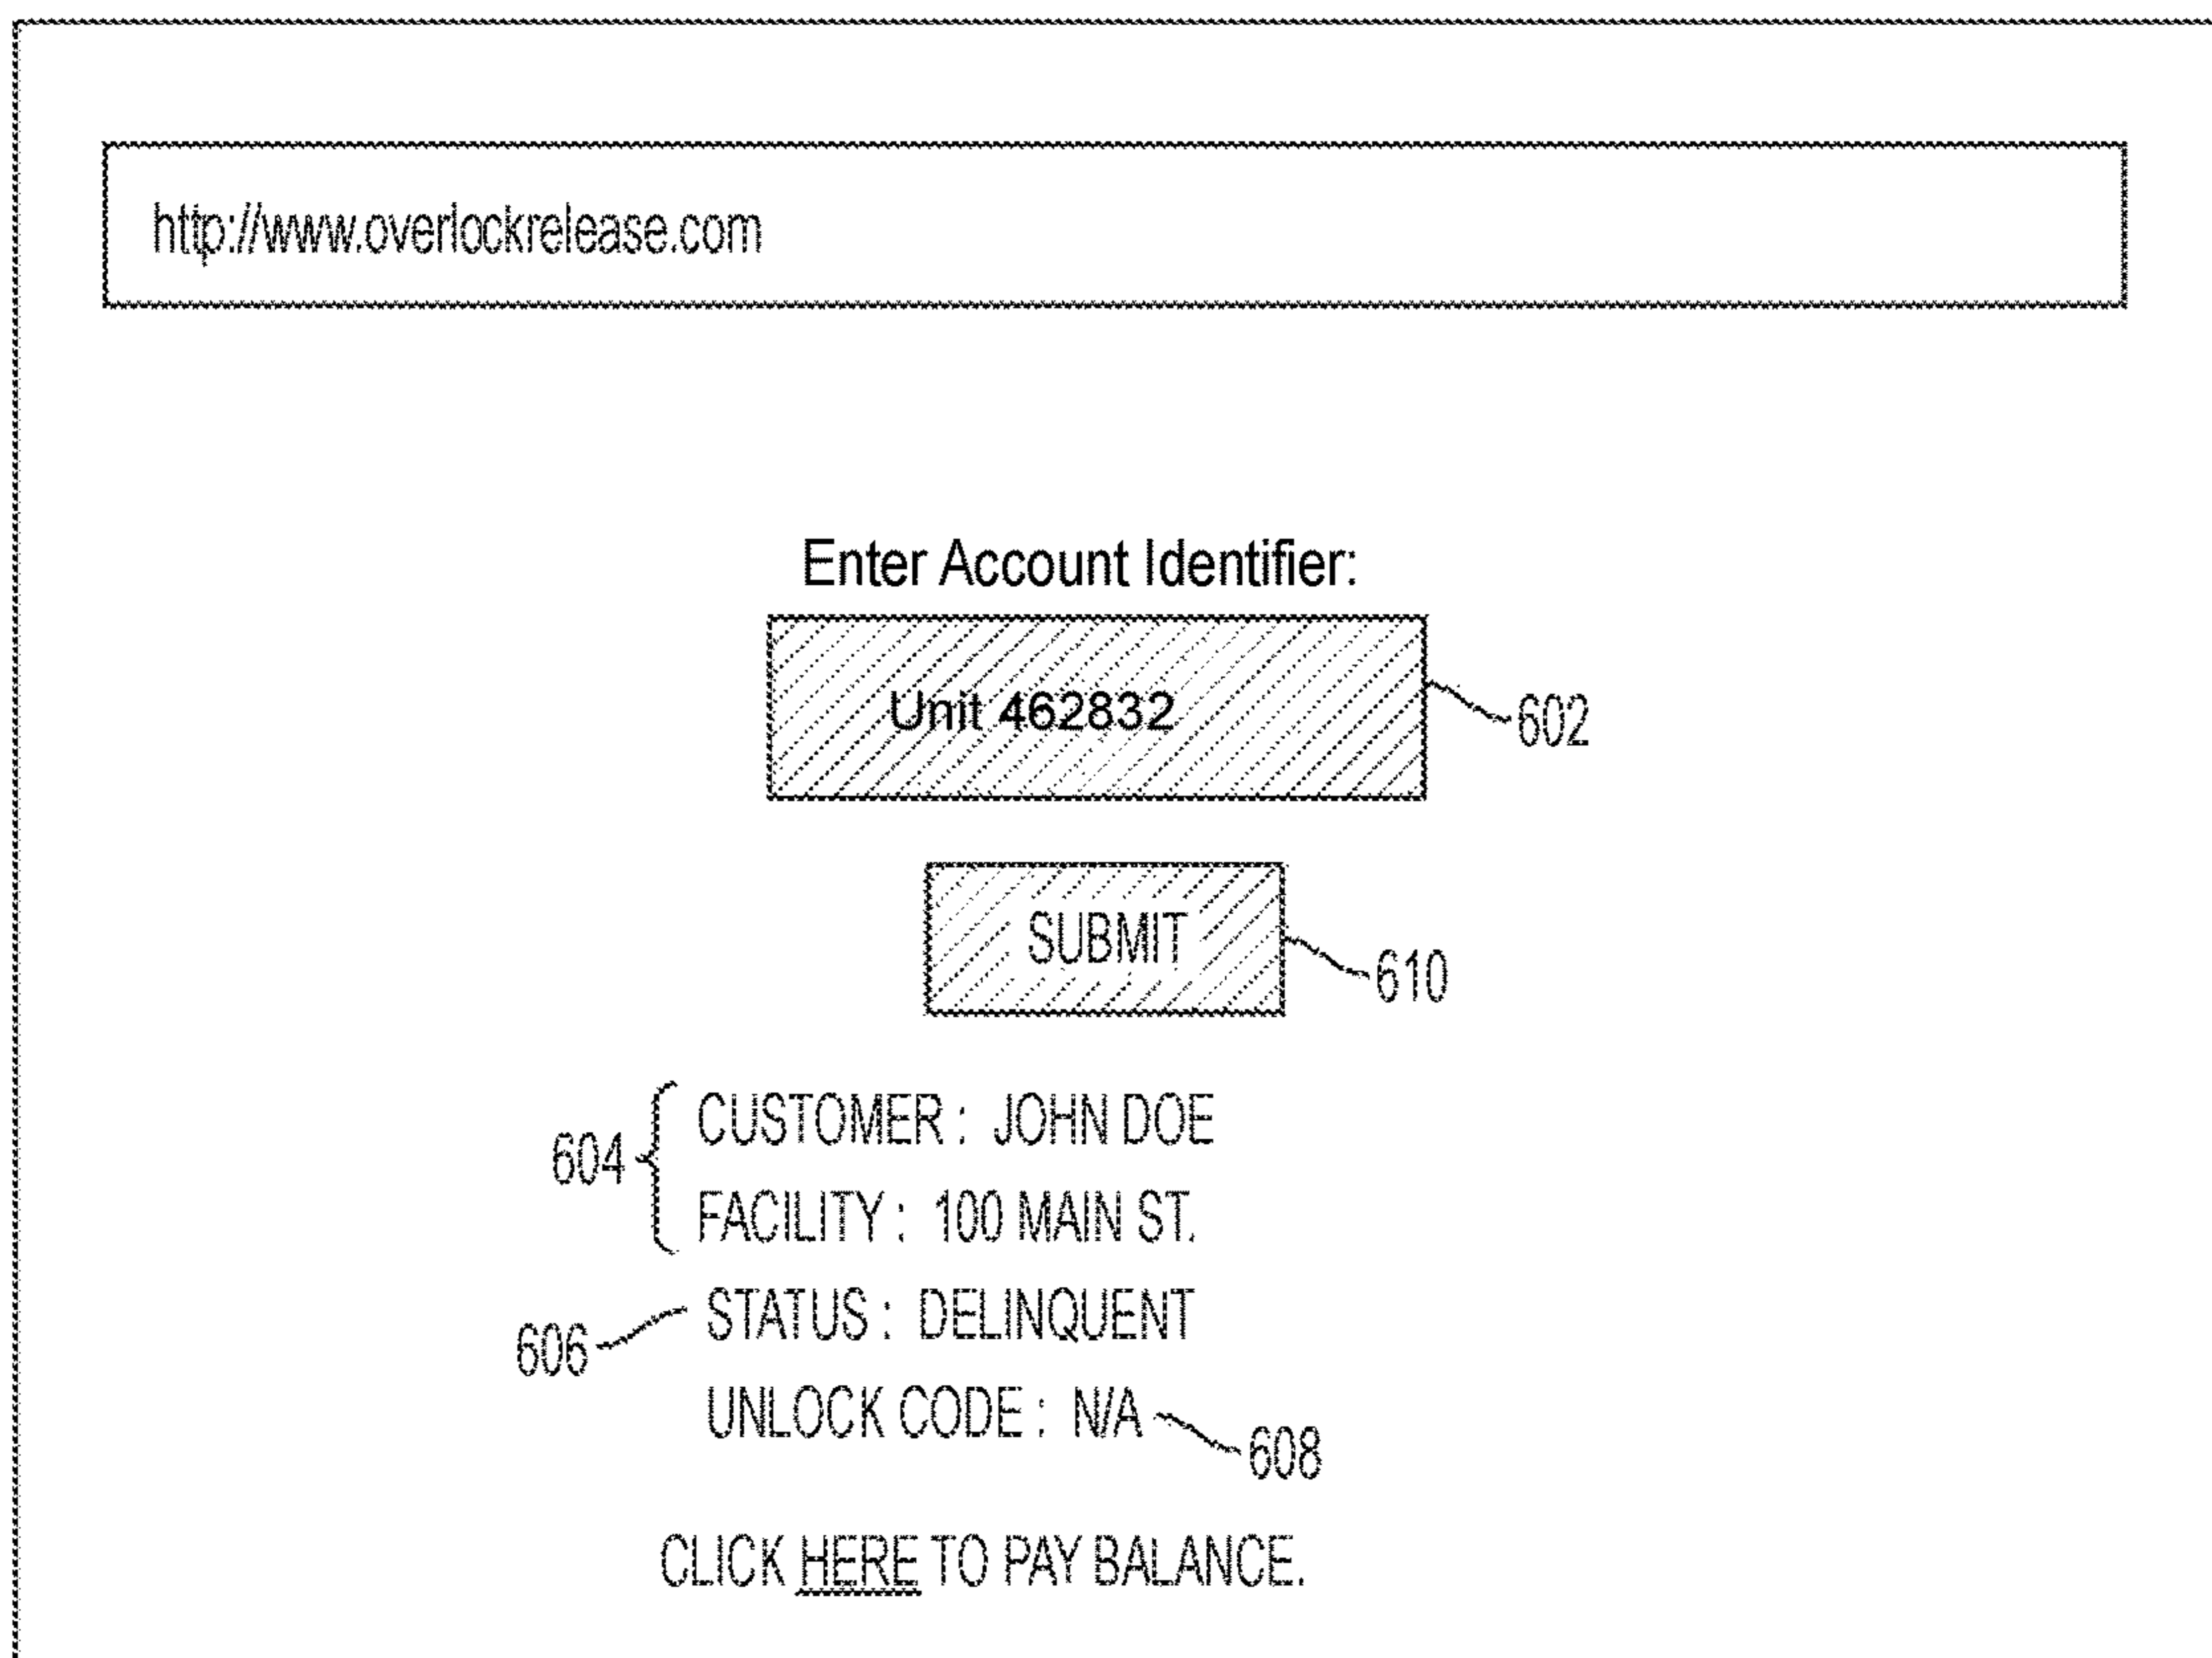 http://www.overlockrelease.com
Enter Account Identifier:
Unit 462832
602
SUBMIT
610
604
CUSTOMER : JOHN DOE
FACILITY : 100 MAIN ST.
606
STATUS : DELINQUENT
UNLOCK CODE : N/A
608
CLICK HERE TO PAY BALANCE.